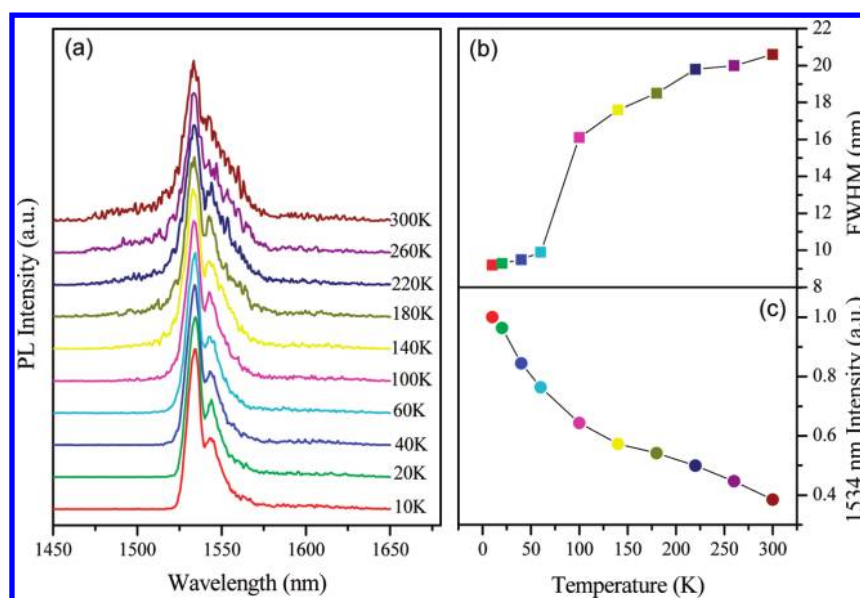 (a)
PL Intensity (a.u.)
300K
260K
220K
180K
140K
100K
60K
40K
20K
10K
1450 1500 1550 1600 1650
Wavelength (nm)
(b)
22
20
18
16
14
12
10
8
FWHM (nm)
(c)
1.0
0.8
0.6
0.4
1534 nm Intensity (a.u.)
0 50 100 150 200 250 300
Temperature (K)